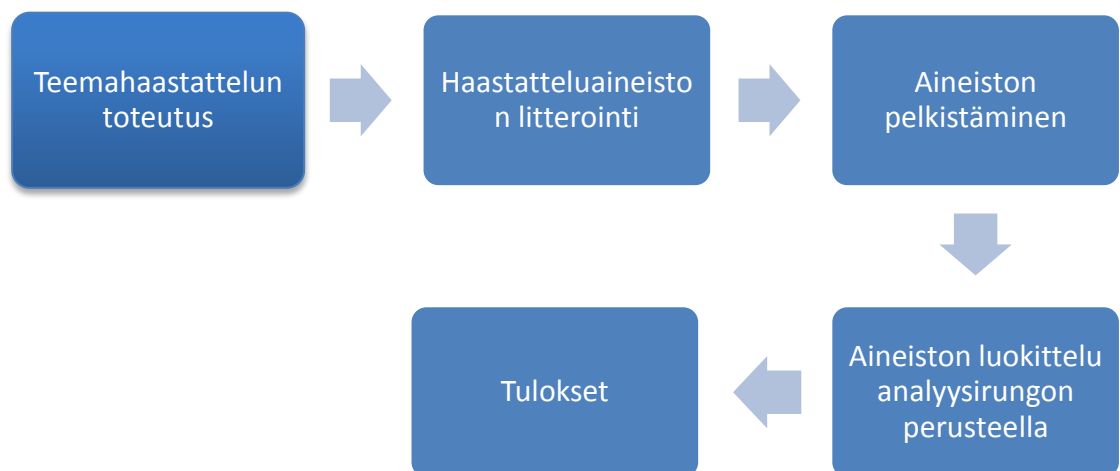 Teemahaastattelun
toteutus
Haastatteluaineisto
n litterointi
Aineiston
pelkistäminen
Aineiston luokittelu
analyysirungon
perusteella
Tulokset